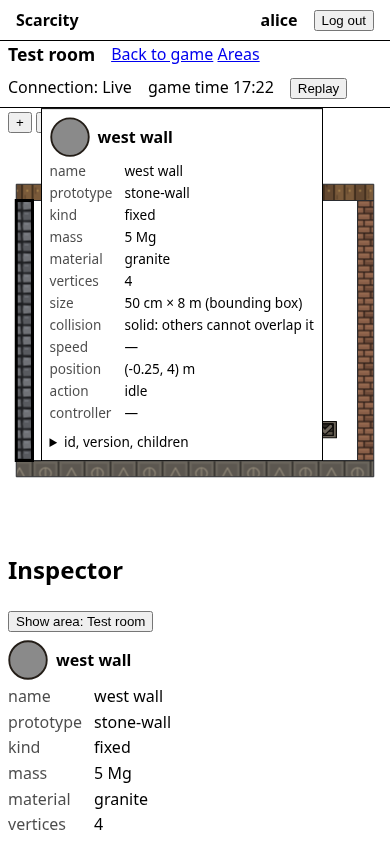 Scarcity alice Log out
Test room Back to game Areas
Connection: Live game time 17:22 Replay
+
west wall
name west wall
prototype stone-wall
kind fixed
mass 5 Mg
material granite
vertices 4
size 50 cm × 8 m (bounding box)
collision solid: others cannot overlap it
speed —
position (-0.25, 4) m
action idle
controller —
▶ id, version, children
Inspector
Show area: Test room
west wall
name west wall
prototype stone-wall
kind fixed
mass 5 Mg
material granite
vertices 4